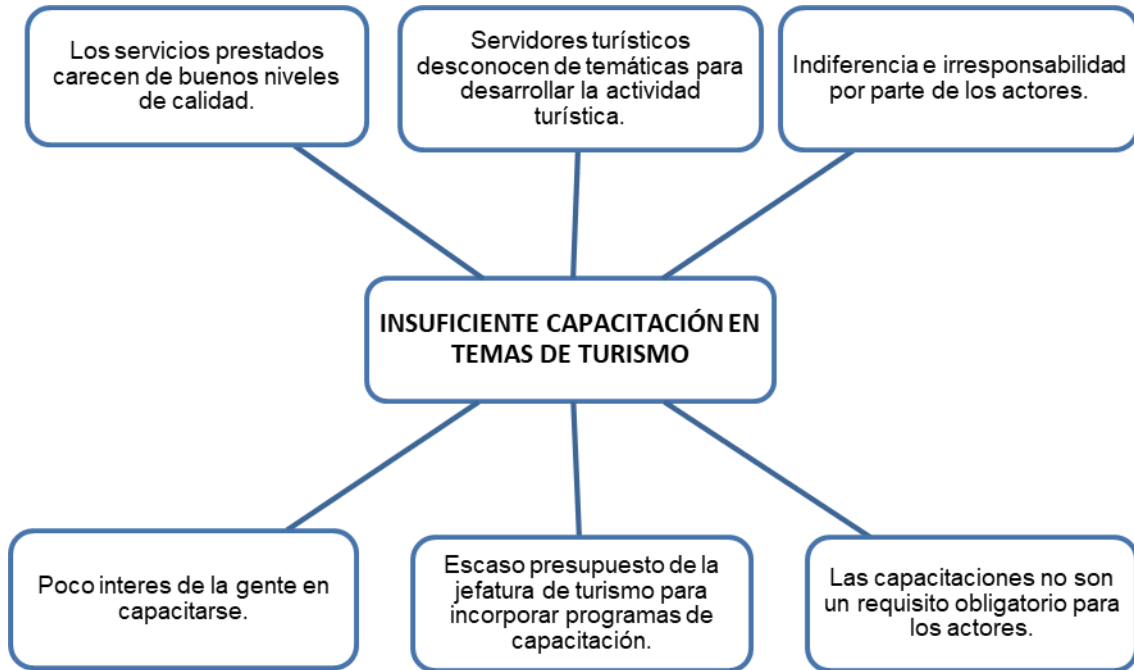 Los servicios prestados
carecen de buenos niveles
de calidad.
Servidores turísticos
desconocen de temáticas para
desarrollar la actividad
turística.
Indiferencia e irresponsabilidad
por parte de los actores.
INSUFICIENTE CAPACITACIÓN EN
TEMAS DE TURISMO
Poco interes de la gente en
capacitarse.
Escaso presupuesto de la
jefatura de turismo para
incorporar programas de
capacitación.
Las capacitaciones no son
un requisito obligatorio para
los actores.